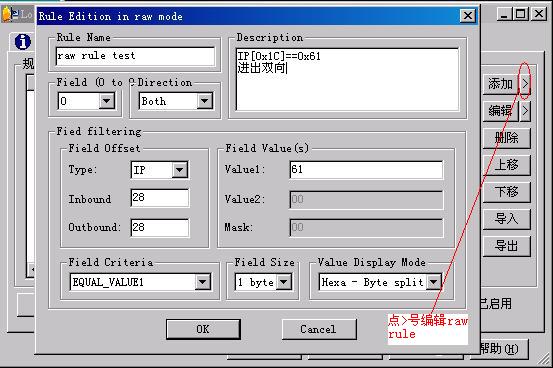 Lo
Rule Edition in raw mode
Rule Name
raw rule test
Description
IP[0x1C]==0x61
进出双向
Field (0 to 9
Direction
0
Both
Fied filtering
Field Offset
Type:
IP
Inbound
28
Outbound:
28
Field Value(s)
Value1:
61
Value2:
00
Mask:
00
Field Criteria
EQUAL_VALUE1
Field Size
1 byte
Value Display Mode
Hexa - Byte split
OK
Cancel
规
添加
>
编辑
>
删除
上移
下移
导入
导出
已启用
点>号编辑raw
rule
帮助(H)